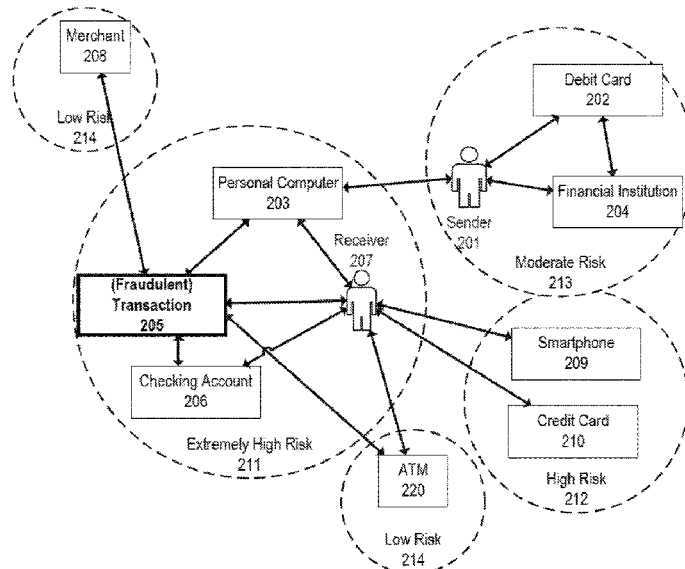 Merchant
208
Low Risk
214
Debit Card
202
Personal Computer
203
Sender
201
Financial Institution
204
Receiver
207
Moderate Risk
213
(Fraudulent)
Transaction
205
Smartphone
209
Checking Account
206
Credit Card
210
Extremely High Risk
211
ATM
220
High Risk
212
Low Risk
214